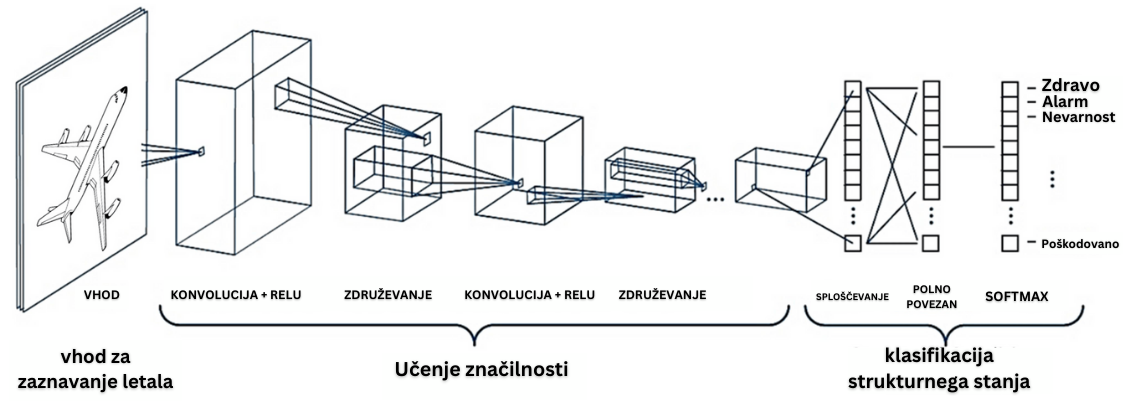 Zdravo
Alarm
Nevarnost
Poškodovano
VHOD
KONVOLUCIJA + RELU
ZDRUŽEVANJE
KONVOLUCIJA + RELU
ZDRUŽEVANJE
SPLOŠČEVANJE
POLNO
POVEZAN
SOFTMAX
vhod za
zaznavanje letala
Učenje značilnosti
klasifikacija
strukturnega stanja